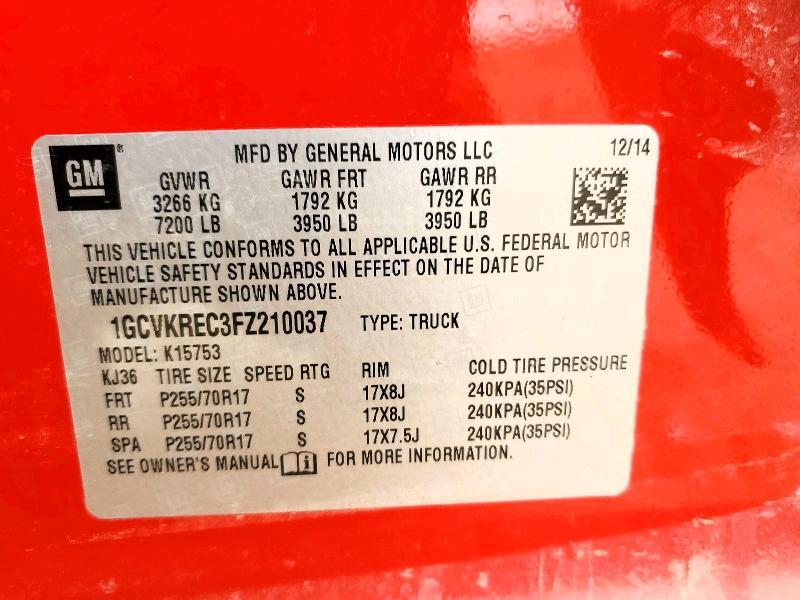 GM® MFD BY GENERAL MOTORS LLC 12/14
GVWR GAWR FRT GAWR RR
3266 KG 1792 KG 1792 KG
7200 LB 3950 LB 3950 LB
THIS VEHICLE CONFORMS TO ALL APPLICABLE U.S. FEDERAL MOTOR
VEHICLE SAFETY STANDARDS IN EFFECT ON THE DATE OF
MANUFACTURE SHOWN ABOVE.
1GCVKREC3FZ210037 TYPE: TRUCK
MODEL: K15753
KJ36 TIRE SIZE SPEED RTG RIM COLD TIRE PRESSURE
FRT P255/70R17 S 17X8J 240KPA(35PSI)
RR P255/70R17 S 17X8J 240KPA(35PSI)
SPA P255/70R17 S 17X7.5J 240KPA(35PSI)
SEE OWNER'S MANUAL FOR MORE INFORMATION.